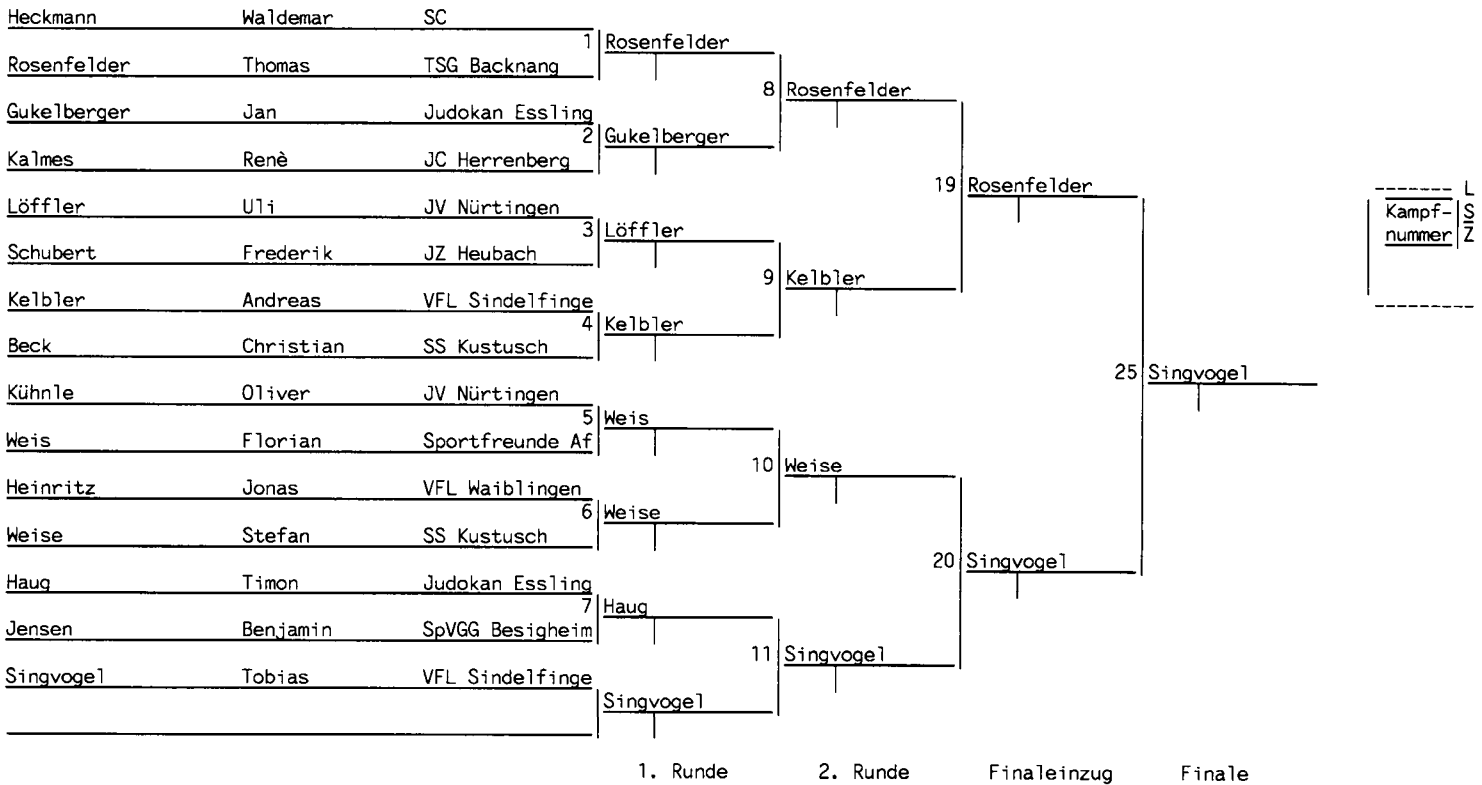 Heckmann Waldemar SC
1 Rosenfelder
Rosenfelder Thomas TSG Backnang
8 Rosenfelder
Gukelberger Jan Judokan Essling
2 Gukelberger
Kalmes Renè JC Herrenberg
19 Rosenfelder
L
Löffler Uli JV Nürtingen
Kampf- S
3 Löffler
nummer Z
Schubert Frederik JZ Heubach
9 Kelbler
Kelbler Andreas VFL Sindelfinge
4 Kelbler
Beck Christian SS Kustusch
25 Singvogel
Kühnle Oliver JV Nürtingen
5 Weis
Weis Florian Sportfreunde Af
10 Weise
Heinritz Jonas VFL Waiblingen
6 Weise
Weise Stefan SS Kustusch
20 Singvogel
Haug Timon Judokan Essling
7 Haug
Jensen Benjamin SpVGG Besigheim
11 Singvogel
Singvogel Tobias VFL Sindelfinge
Singvogel
1. Runde 2. Runde Finaleinzug Finale